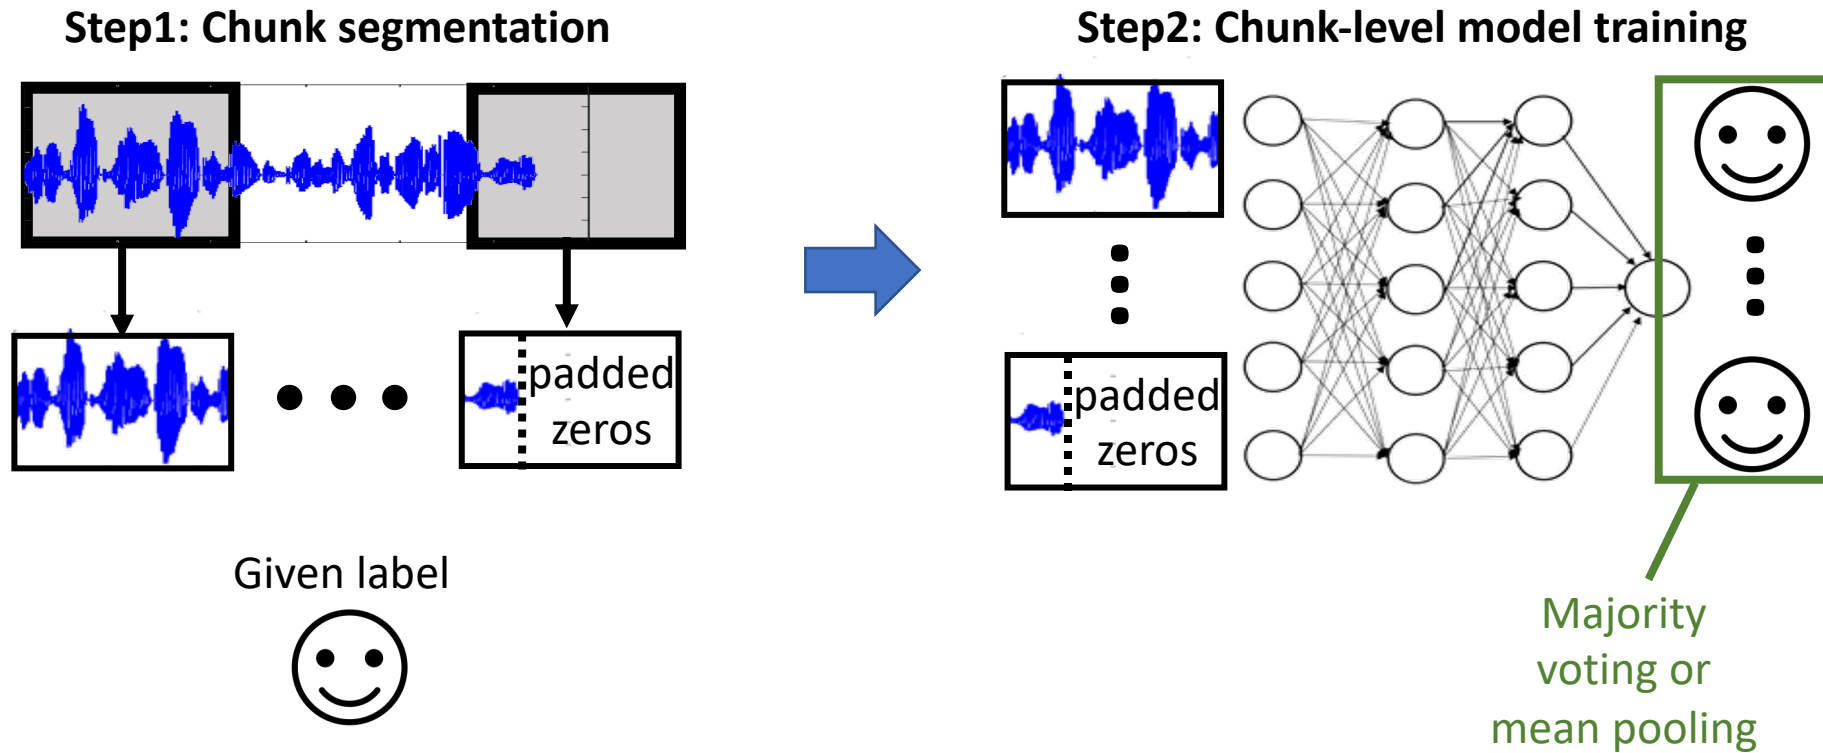 Step1: Chunk segmentation
padded
zeros
Given label
Step2: Chunk-level model training
padded
zeros
Majority
voting or
mean pooling